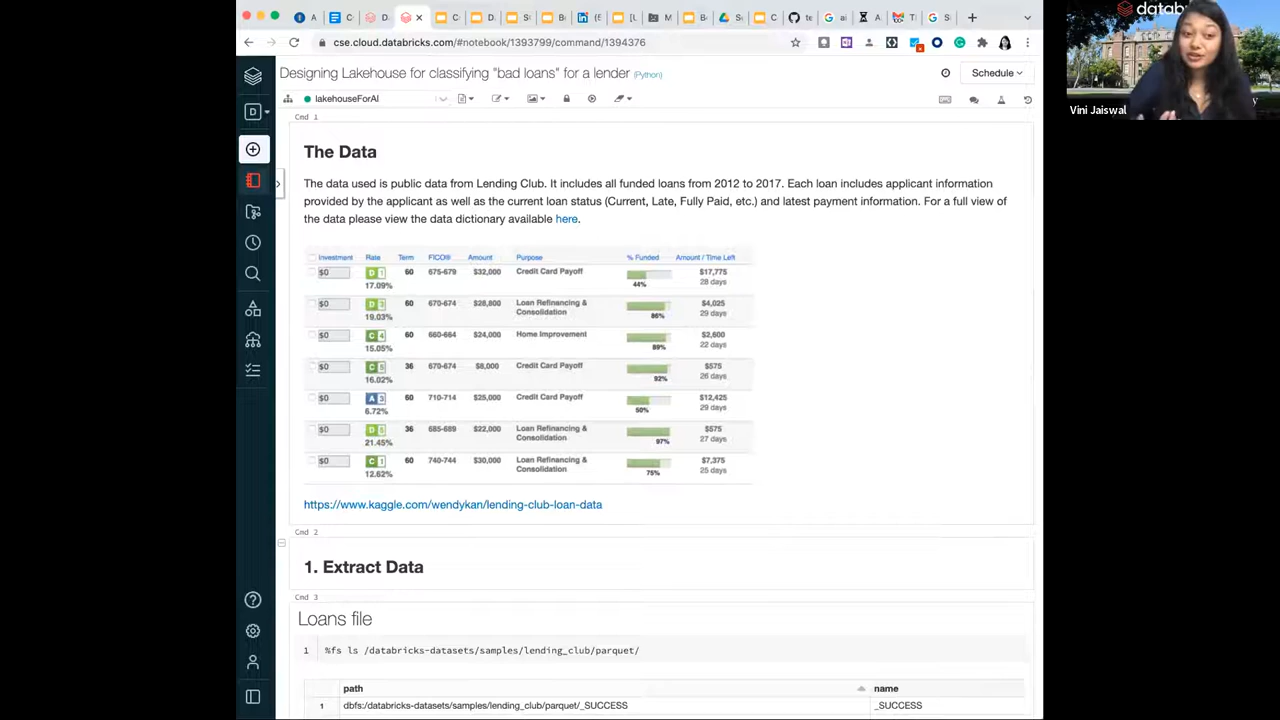 cse.cloud.databricks.com/#notebook/1393799/command/1394376
Designing Lakehouse for classifying "bad loans" for a lender (Python)
Schedule
D
lakehouseForAI
Cmd 1
The Data
The data used is public data from Lending Club. It includes all funded loans from 2012 to 2017. Each loan includes applicant information
provided by the applicant as well as the current loan status (Current, Late, Fully Paid, etc.) and latest payment information. For a full view of
the data please view the data dictionary available here.
Investment Rate Term FICO® Amount Purpose % Funded Amount / Time Left
$0 D 1 60 675-679 $32,000 Credit Card Payoff $17,775
17.09% 44% 28 days
$0 D 3 60 670-674 $28,800 Loan Refinancing & $4,025
19.03% Consolidation 86% 29 days
$0 C 4 60 660-664 $24,000 Home Improvement $2,600
15.05% 89% 22 days
$0 C 5 36 670-674 $8,000 Credit Card Payoff $575
16.02% 92% 26 days
$0 A 3 60 710-714 $25,000 Credit Card Payoff $12,425
6.72% 50% 29 days
$0 D 5 36 685-689 $22,000 Loan Refinancing & $575
21.45% Consolidation 97% 27 days
$0 C 1 60 740-744 $30,000 Loan Refinancing & $7,375
12.62% Consolidation 75% 25 days
https://www.kaggle.com/wendykan/lending-club-loan-data
Cmd 2
1. Extract Data
Cmd 3
Loans file
1 %fs ls /databricks-datasets/samples/lending_club/parquet/
path name
1 dbfs:/databricks-datasets/samples/lending_club/parquet/_SUCCESS _SUCCESS
Vini Jaiswal